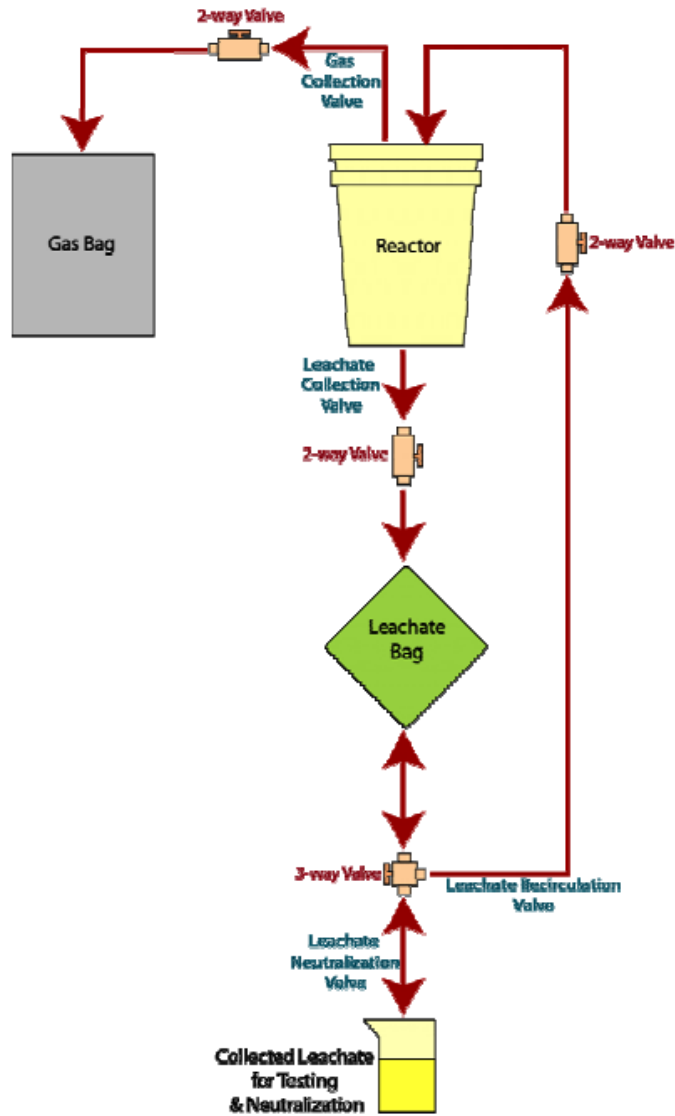 2-way Valve
Gas
Collection
Valve
Gas Bag
Reactor
2-way Valve
Leachate
Collection
Valve
2-way Valve
Leachate
Bag
3-way Valve
Leachate Recirculation
Valve
Leachate
Neutralization
Valve
Collected Leachate
for Testing
& Neutralization